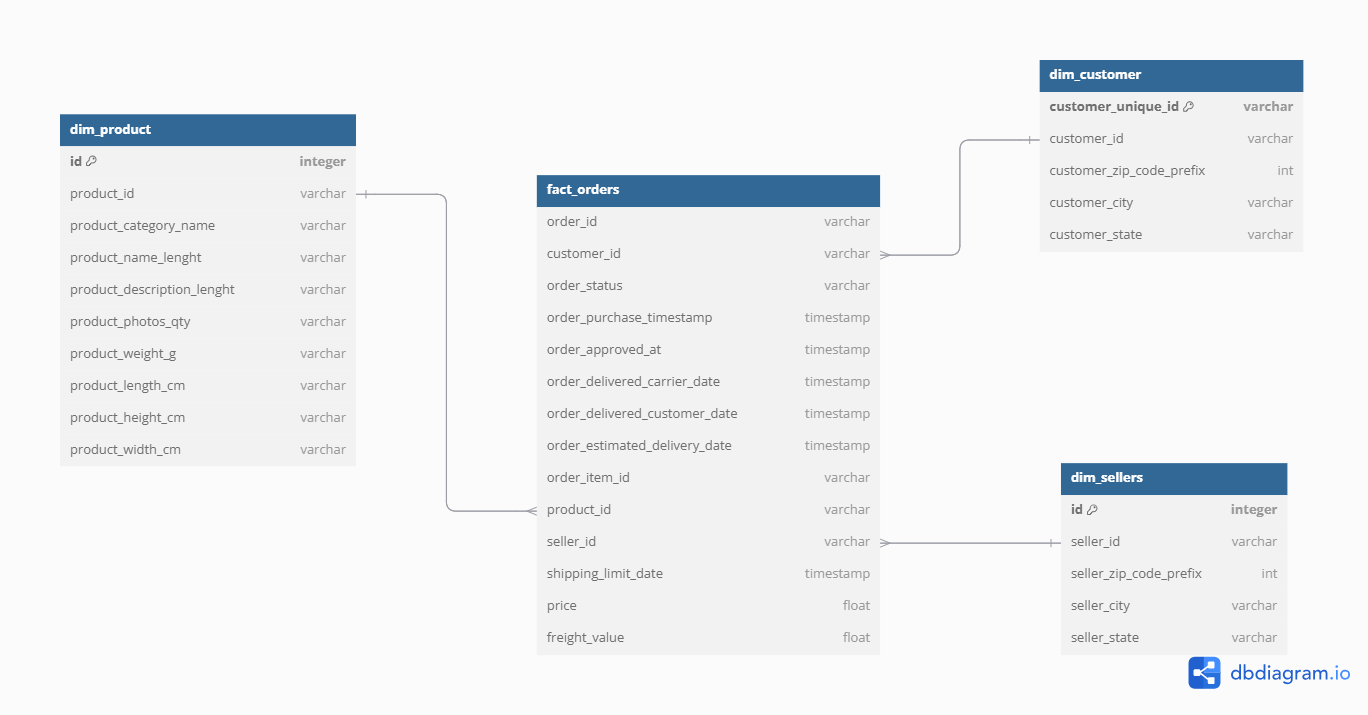 dim_product
id integer
product_id varchar
product_category_name varchar
product_name_lenght varchar
product_description_lenght varchar
product_photos_qty varchar
product_weight_g varchar
product_length_cm varchar
product_height_cm varchar
product_width_cm varchar
fact_orders
order_id varchar
customer_id varchar
order_status varchar
order_purchase_timestamp timestamp
order_approved_at timestamp
order_delivered_carrier_date timestamp
order_delivered_customer_date timestamp
order_estimated_delivery_date timestamp
order_item_id varchar
product_id varchar
seller_id varchar
shipping_limit_date timestamp
price float
freight_value float
dim_customer
customer_unique_id varchar
customer_id varchar
customer_zip_code_prefix int
customer_city varchar
customer_state varchar
dim_sellers
id integer
seller_id varchar
seller_zip_code_prefix int
seller_city varchar
seller_state varchar
dbdiagram.io